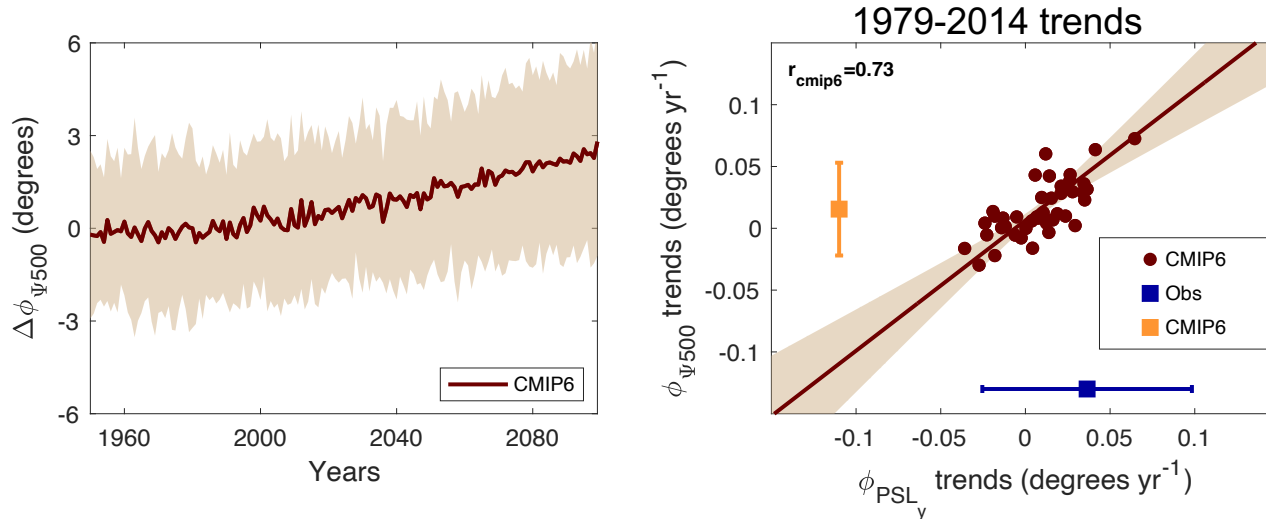 6
3
0
-3
-6
1960
2000
2040
2080
Years
Δϕ_Ψ500 (degrees)
CMIP6
1979-2014 trends
r_cmip6=0.73
0.15
0.1
0.05
0
-0.05
-0.1
-0.1
-0.05
0
0.05
0.1
ϕ_Ψ500 trends (degrees yr⁻¹)
ϕ_PSL_y trends (degrees yr⁻¹)
CMIP6
Obs
CMIP6